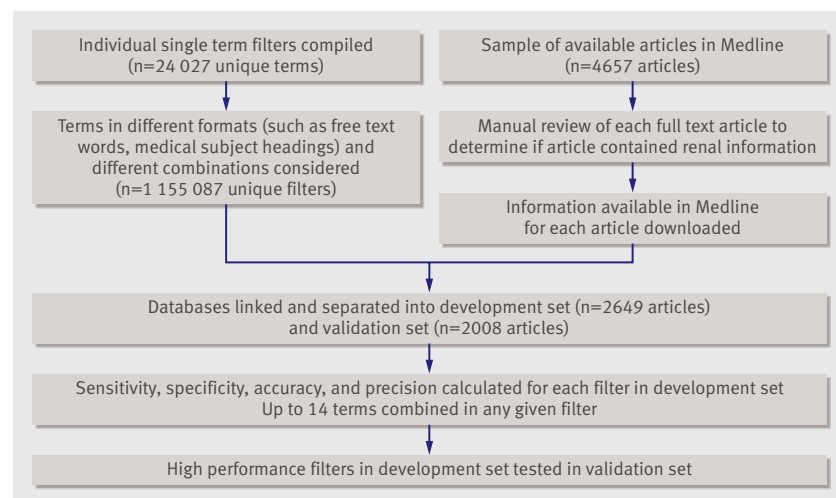 Individual single term filters compiled
(n=24 027 unique terms)
Terms in different formats (such as free text
words, medical subject headings) and
different combinations considered
(n=1 155 087 unique filters)
Sample of available articles in Medline
(n=4657 articles)
Manual review of each full text article to
determine if article contained renal information
Information available in Medline
for each article downloaded
Databases linked and separated into development set (n=2649 articles)
and validation set (n=2008 articles)
Sensitivity, specificity, accuracy, and precision calculated for each filter in development set
Up to 14 terms combined in any given filter
High performance filters in development set tested in validation set